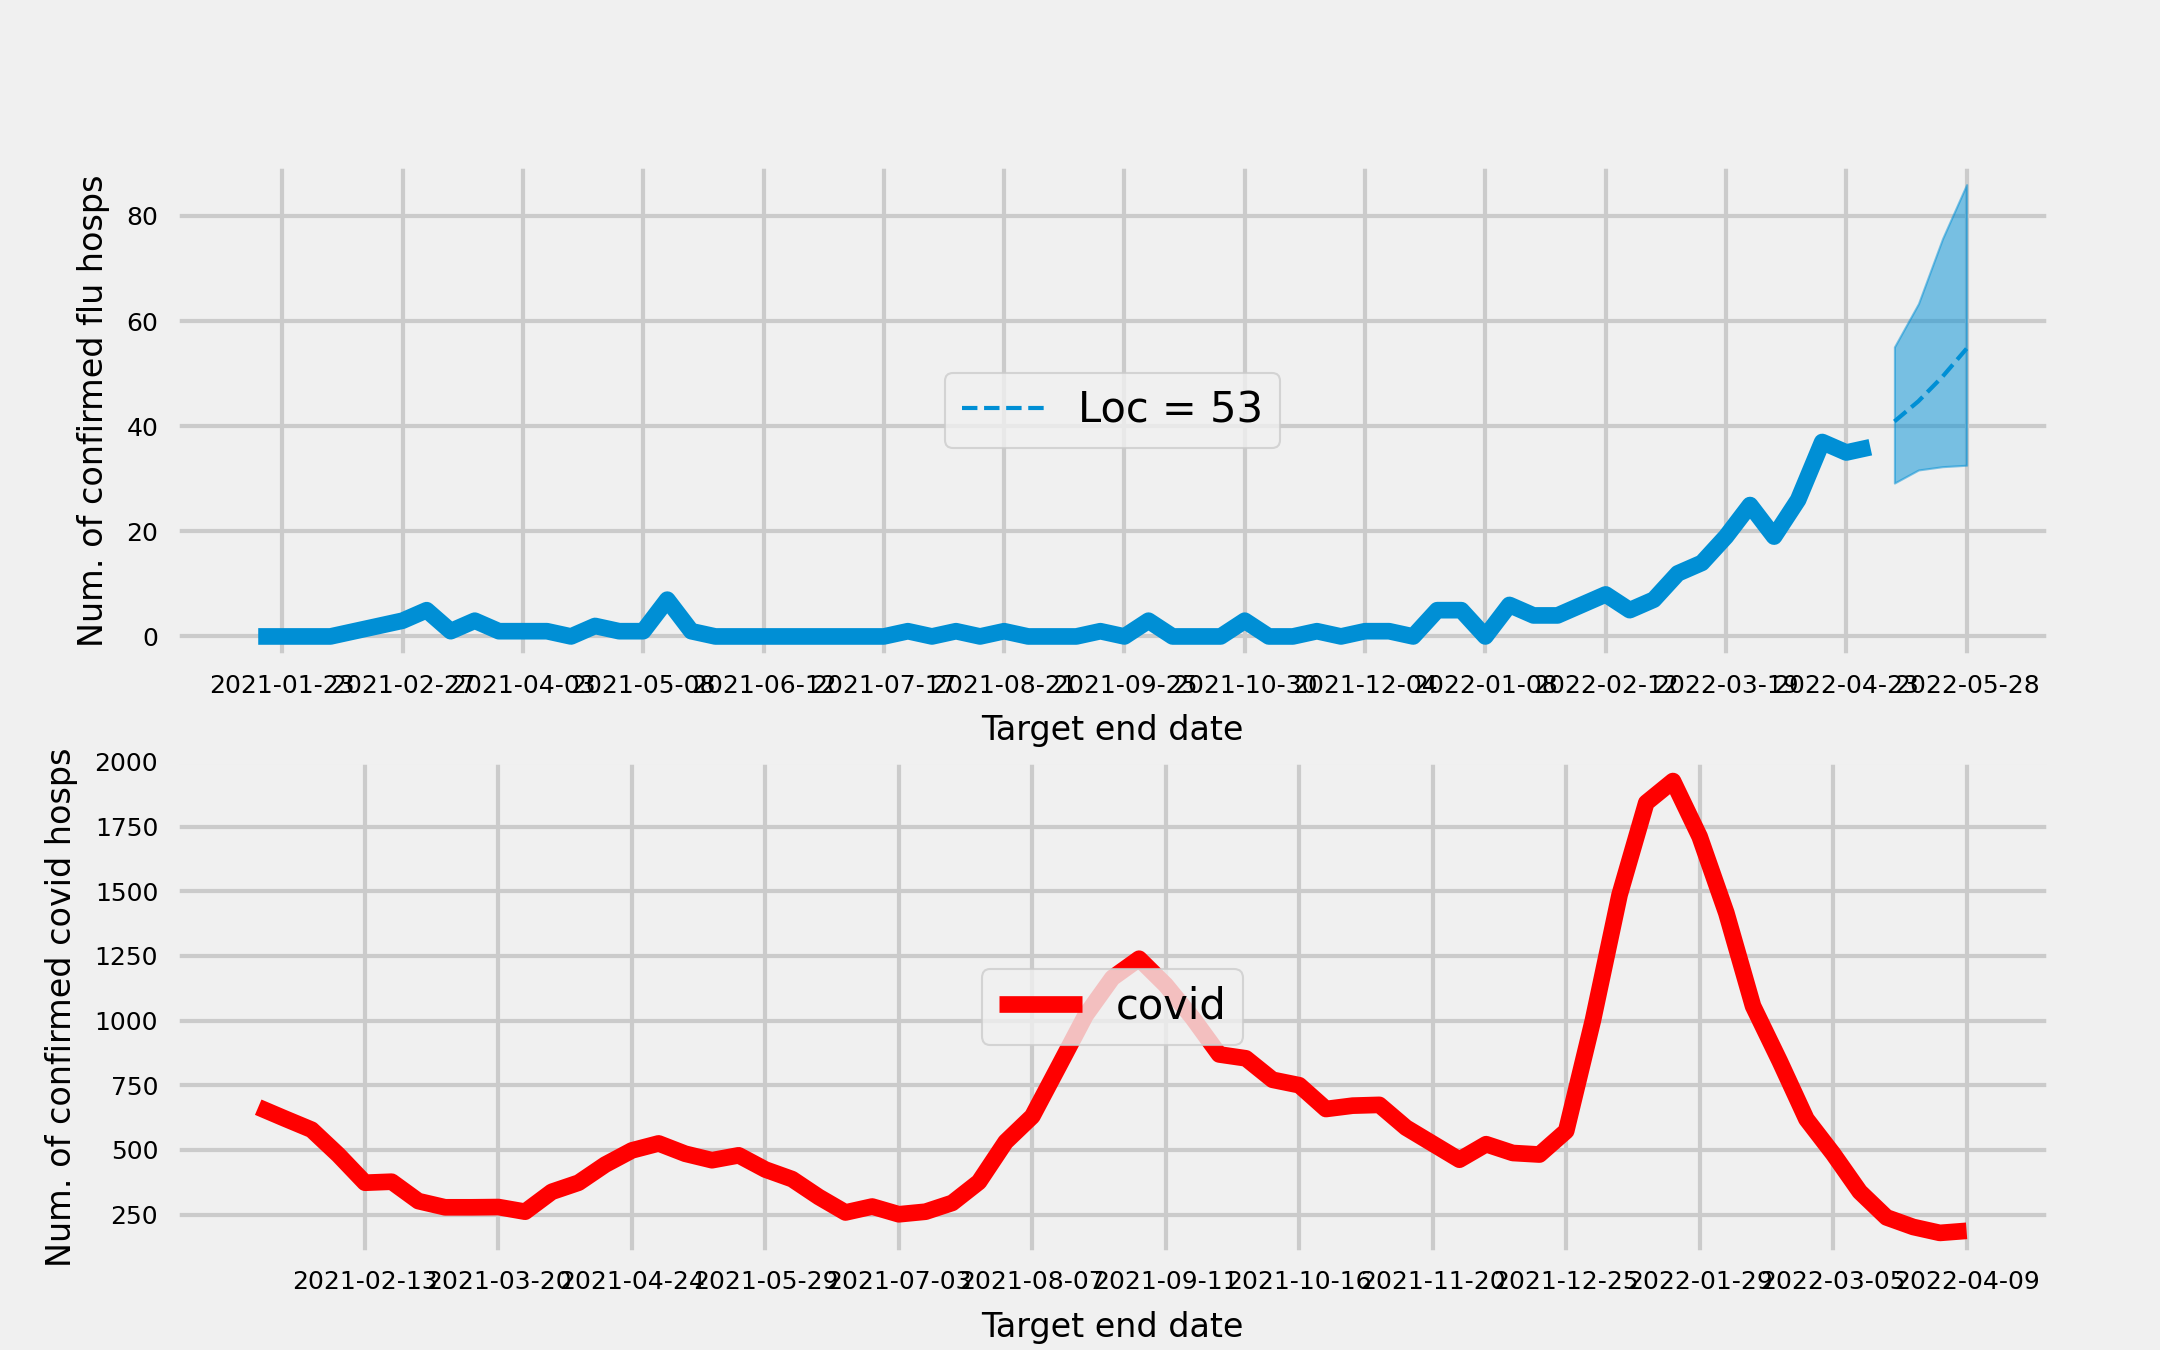 Num. of confirmed flu hosps
80
60
40
20
0
Loc = 53
2021-01-23 2021-02-27 2021-04-03 2021-05-08 2021-06-12 2021-07-17 2021-08-21 2021-09-25 2021-10-30 2021-12-04 2022-01-08 2022-02-12 2022-03-19 2022-04-23 2022-05-28
Target end date
Num. of confirmed covid hosps
2000
1750
1500
1250
1000
750
500
250
covid
2021-02-13 2021-03-20 2021-04-24 2021-05-29 2021-07-03 2021-08-07 2021-09-11 2021-10-16 2021-11-20 2021-12-25 2022-01-29 2022-03-05 2022-04-09
Target end date